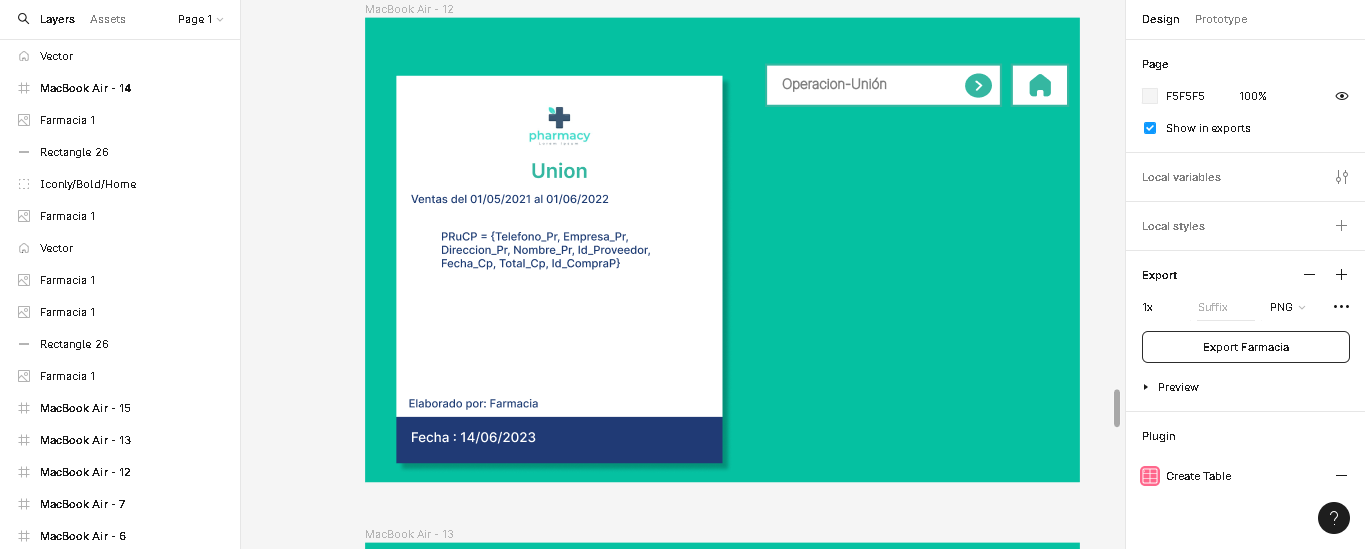 Layers
Assets
Page 1
Vector
MacBook Air - 14
Farmacia 1
Rectangle 26
Iconly/Bold/Home
Farmacia 1
Vector
Farmacia 1
Farmacia 1
Rectangle 26
Farmacia 1
MacBook Air - 15
MacBook Air - 13
MacBook Air - 12
MacBook Air - 7
MacBook Air - 6
MacBook Air - 12
pharmacy
Lorem Ipsum
Union
Ventas del 01/05/2021 al 01/06/2022
PRuCP = {Telefono_Pr, Empresa_Pr,
Direccion_Pr, Nombre_Pr, Id_Proveedor,
Fecha_Cp, Total_Cp, Id_CompraP}
Elaborado por: Farmacia
Fecha : 14/06/2023
Operacion-Unión
MacBook Air - 13
Design
Prototype
Page
F5F5F5
100%
Show in exports
Local variables
Local styles
Export
1x
Suffix
PNG
Export Farmacia
Preview
Plugin
Create Table
?